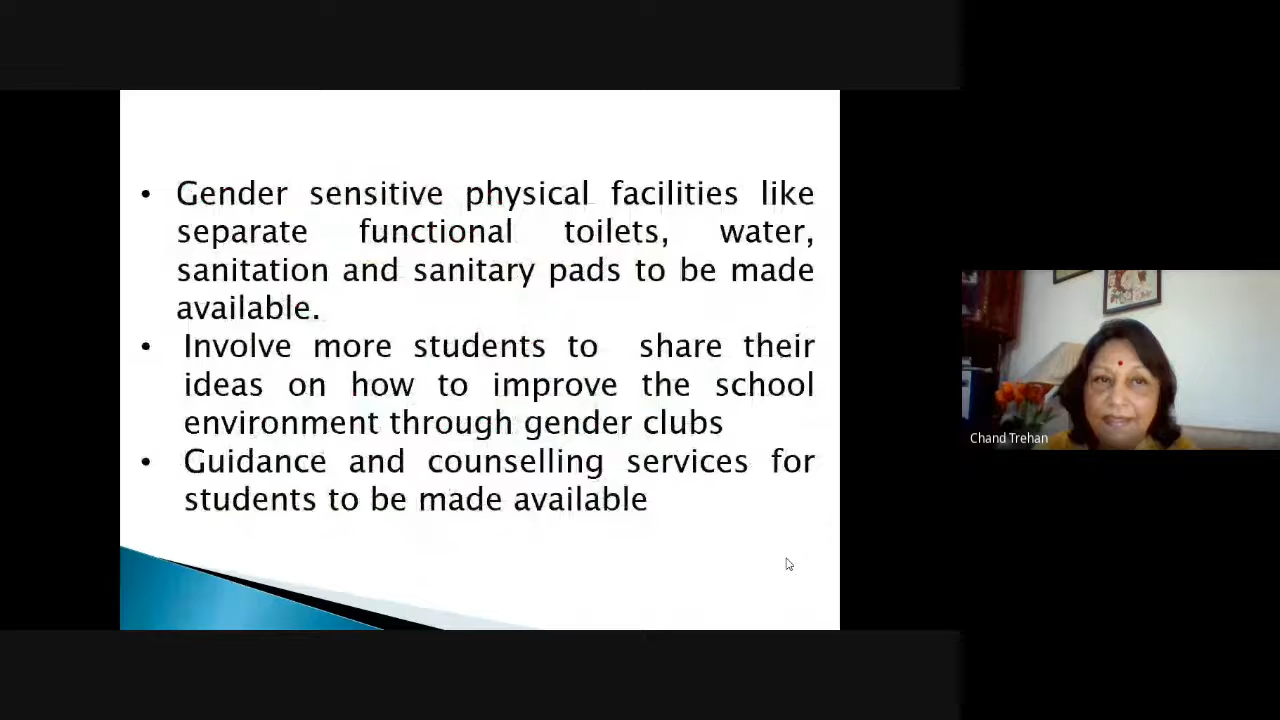 • Gender sensitive physical facilities like
separate functional toilets, water,
sanitation and sanitary pads to be made
available.
• Involve more students to share their
ideas on how to improve the school
environment through gender clubs
• Guidance and counselling services for
students to be made available
Chand Trehan